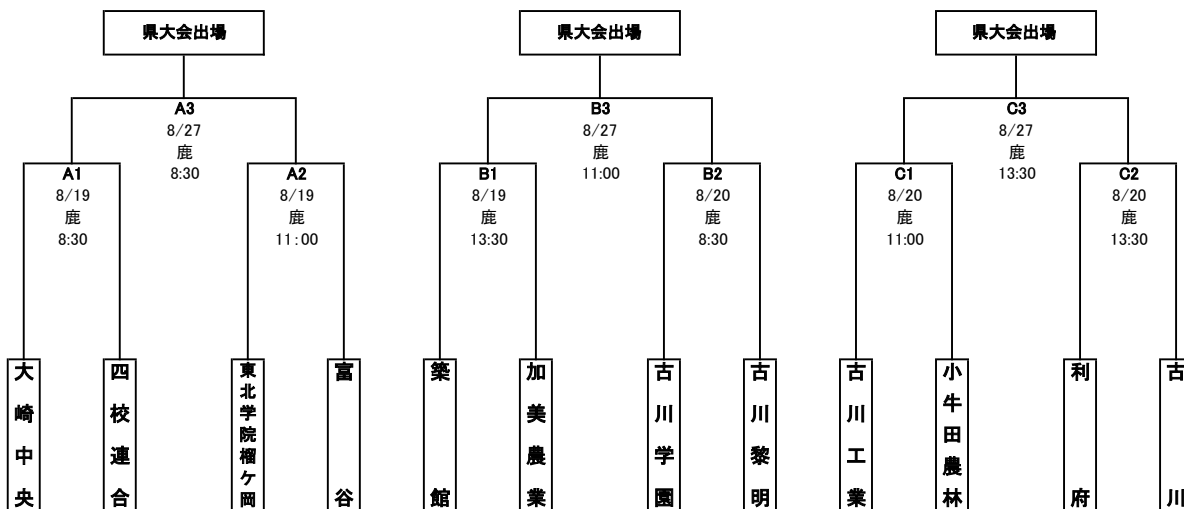 県大会出場
県大会出場
県大会出場
A3
8/27
鹿
8:30
B3
8/27
鹿
11:00
C3
8/27
鹿
13:30
A1
8/19
鹿
8:30
A2
8/19
鹿
11:00
B1
8/19
鹿
13:30
B2
8/20
鹿
8:30
C1
8/20
鹿
11:00
C2
8/20
鹿
13:30
大崎中央
四校連合
東北学院榴ケ岡
富谷
築館
加美農業
古川学園
古川黎明
古川工業
小牛田農林
利府
古川